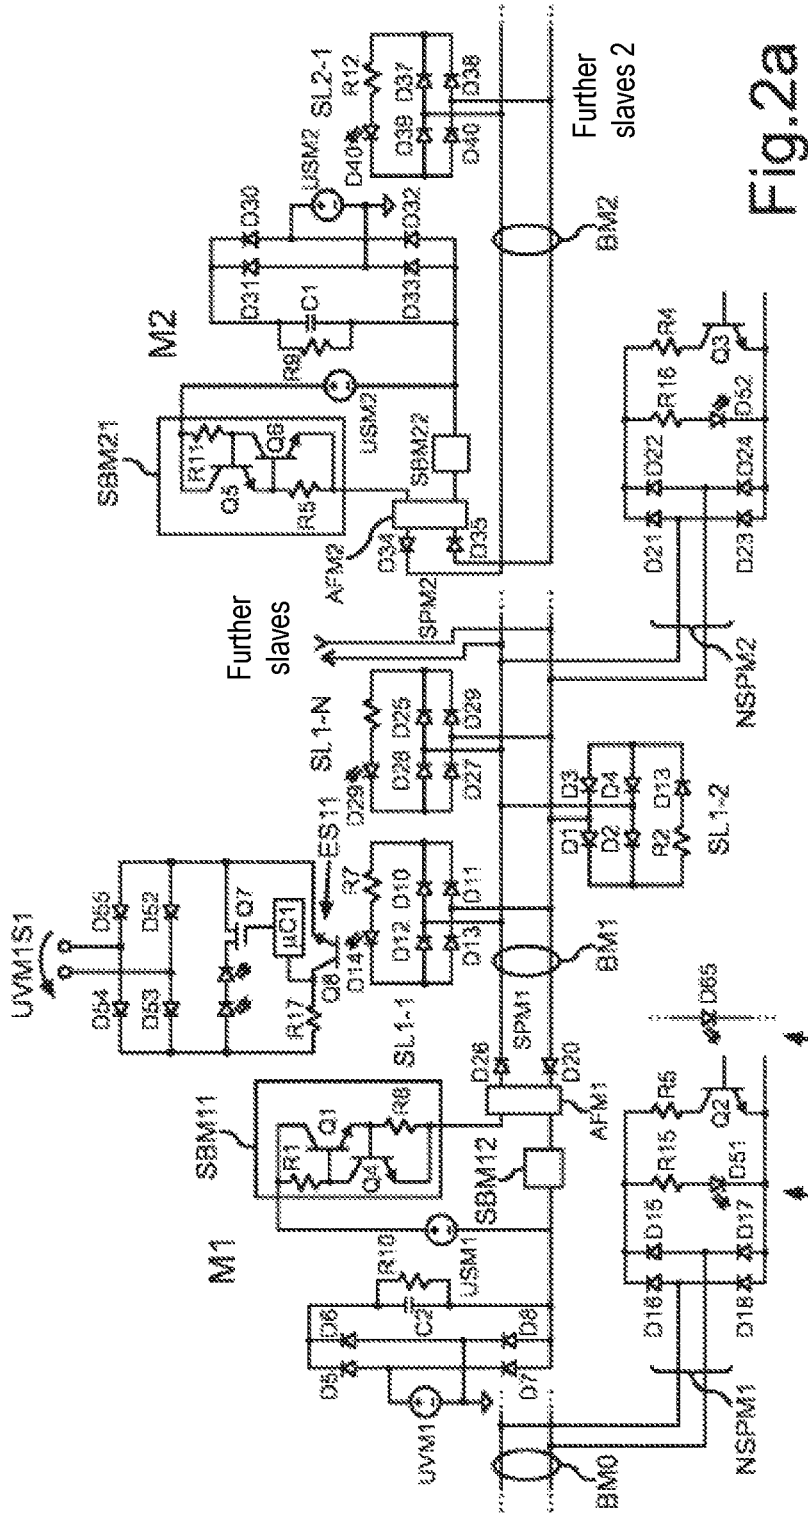 UVM1S1
D54
D55
D53
D52
Q7
µC1
R17
Q6
ES11
M1
SBM11
R1
Q1
Q4
R8
D5
D6
R10
C2
UVM1
USM1
D7
D8
SBM12
AFM1
D26
D20
SPM1
BM0
BM1
SL1-1
D14
R7
D12
D10
D13
D11
SL1-N
D29
D28
D25
D27
D29
Further
slaves
SL1-2
D1
D3
D2
D4
R2
D13
NSPM1
D16
D15
D18
D17
R15
D51
Q2
D65
M2
SBM21
R11
Q5
Q6
R5
USM2
R9
C1
D31
D30
D33
D32
USM2
SBM22
AFM2
D34
D35
SPM2
SL2-1
D40
R12
D39
D37
D40
D38
BM2
Further
slaves 2
NSPM2
D21
D22
D23
D24
R16
R4
D52
Q3
Fig.2a